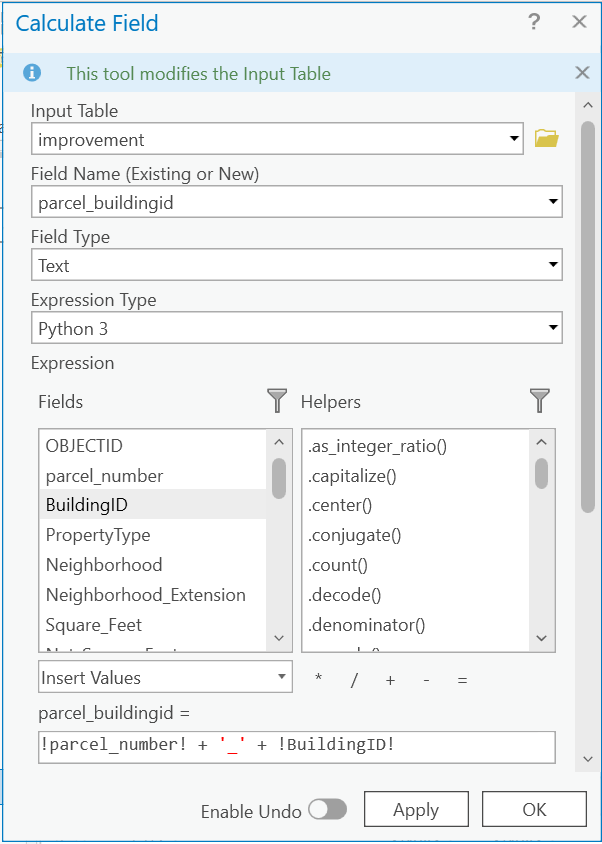 Calculate Field ?
This tool modifies the Input Table
Input Table
improvement
Field Name (Existing or New)
parcel_buildingid
Field Type
Text
Expression Type
Python 3
Expression
Fields
Helpers
OBJECTID
parcel_number
BuildingID
PropertyType
Neighborhood
Neighborhood_Extension
Square_Feet
.as_integer_ratio()
.capitalize()
.center()
.conjugate()
.count()
.decode()
.denominator()
Insert Values
* / + - =
parcel_buildingid =
!parcel_number! + '_' + !BuildingID!
Enable Undo
Apply
OK